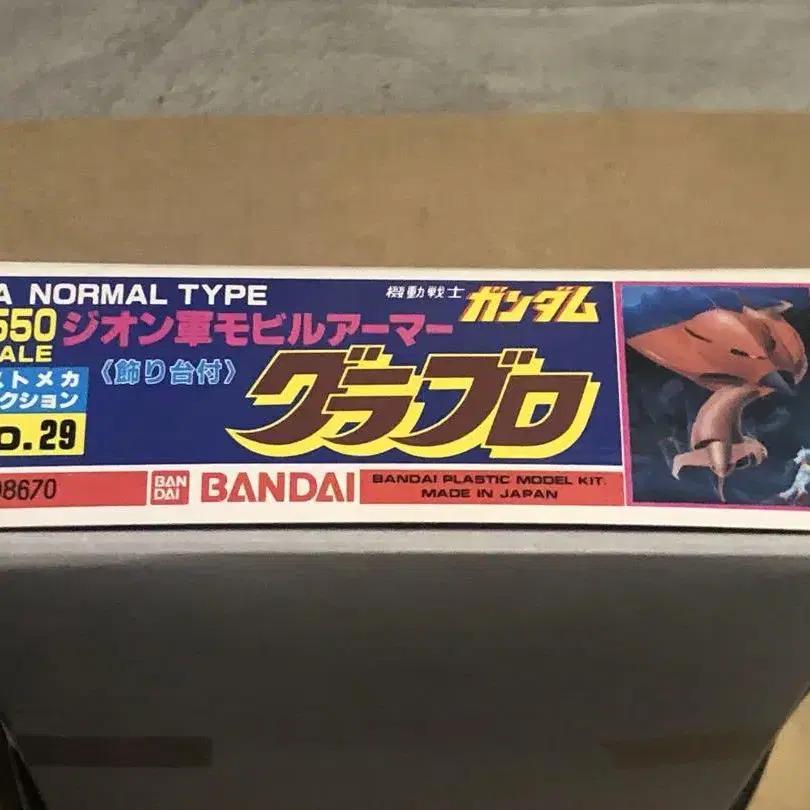 A NORMAL TYPE
機動戦士 ガンダム
550 ジオン軍モビルアーマー
ALE
〈飾り台付〉
グラブロ
ストメカ
クション
o.29
98670
BAN DAI
BANDAI
BANDAI PLASTIC MODEL KIT.
MADE IN JAPAN